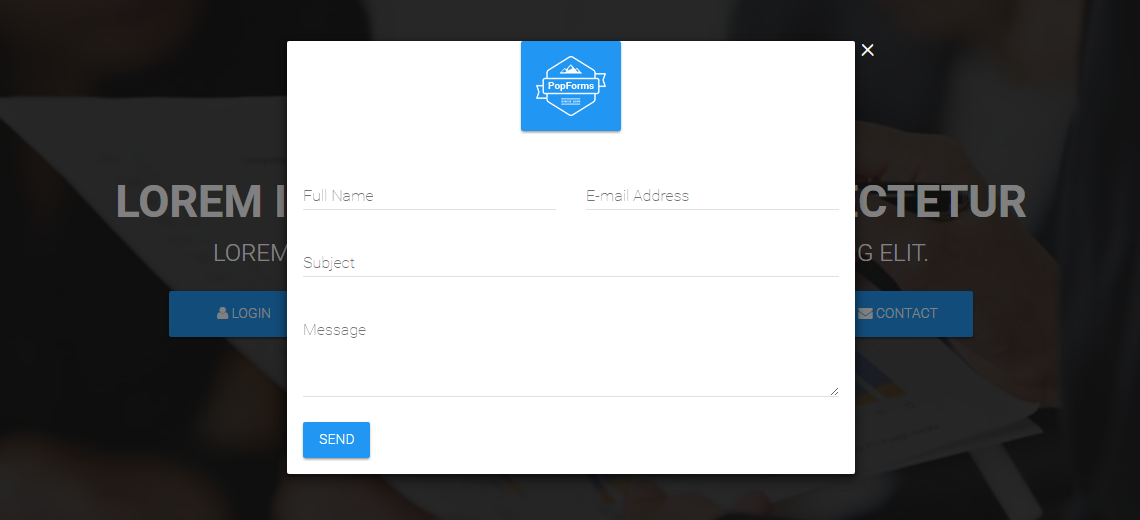 PopForms
Full Name
E-mail Address
LOREM I
ECTETUR
LOREM
G ELIT.
Subject
LOGIN
CONTACT
Message
SEND